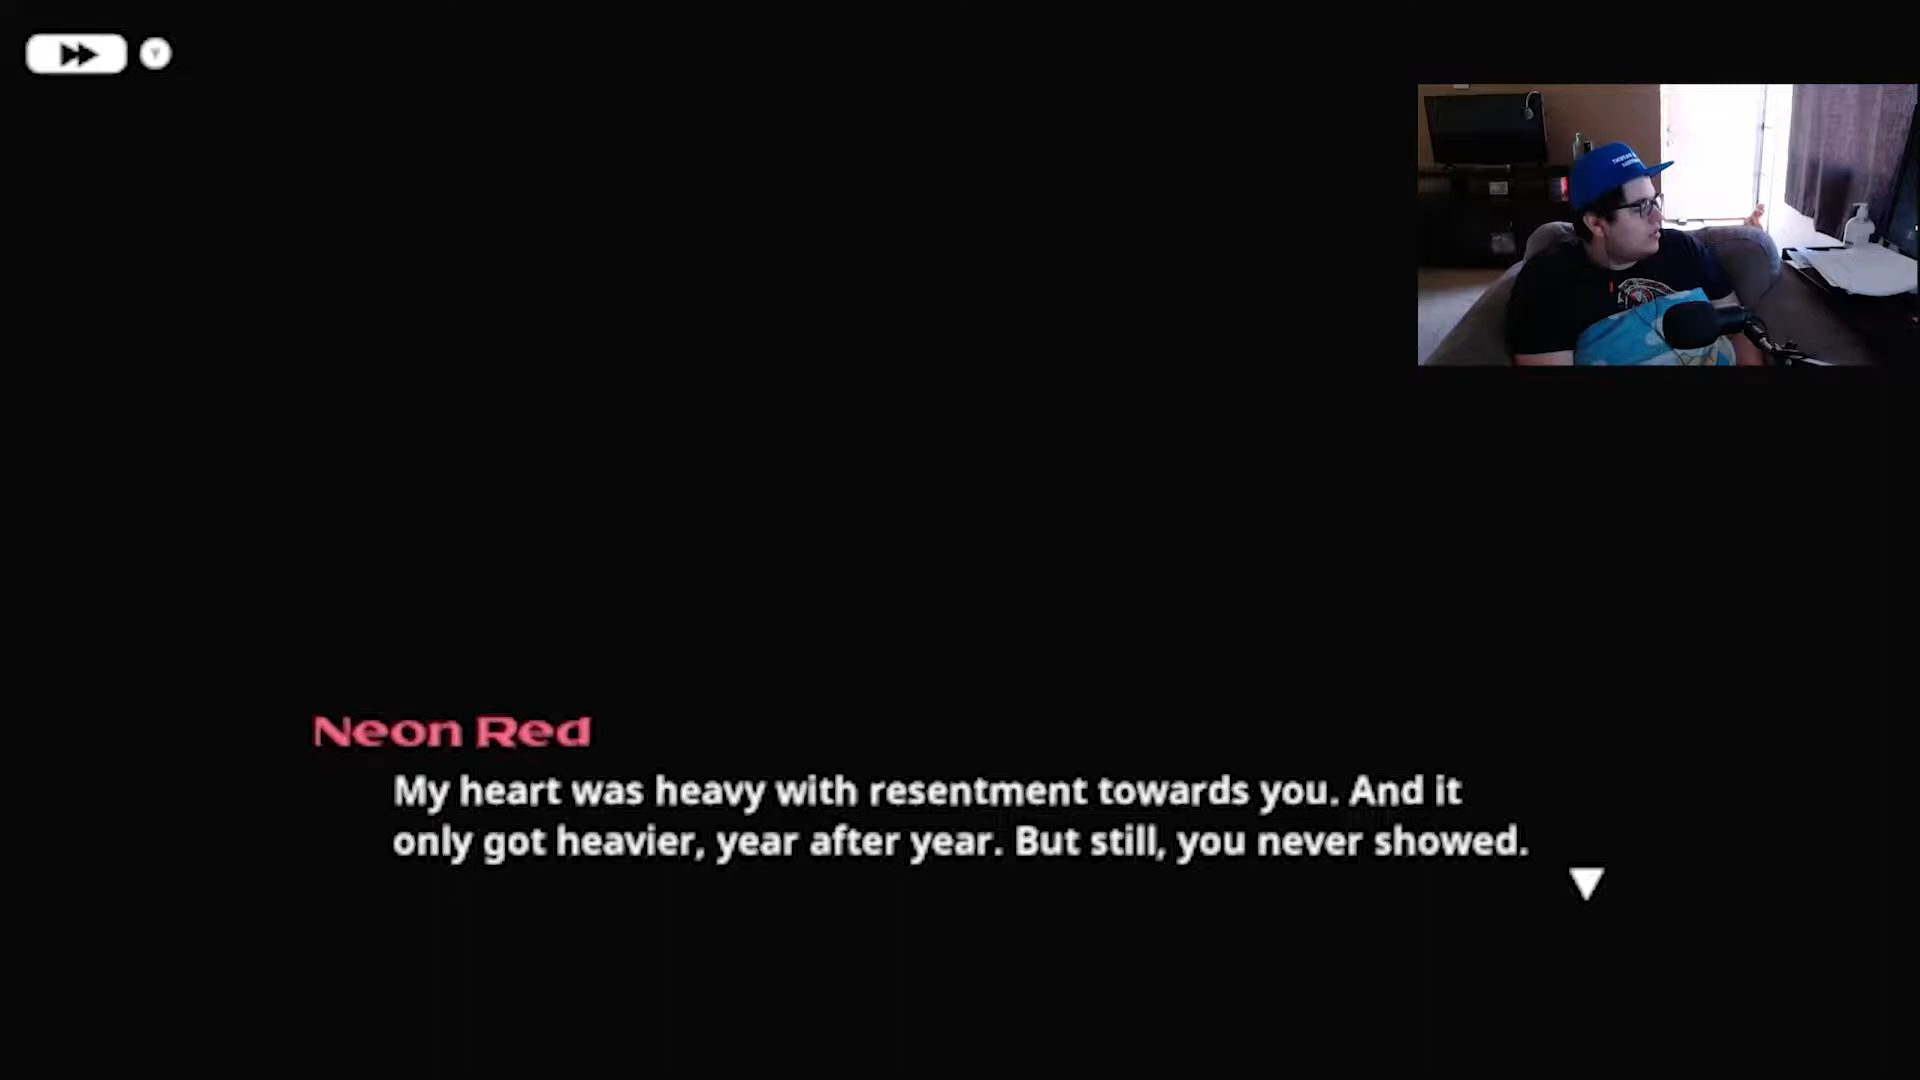 Y
Neon Red
My heart was heavy with resentment towards you. And it
only got heavier, year after year. But still, you never showed.